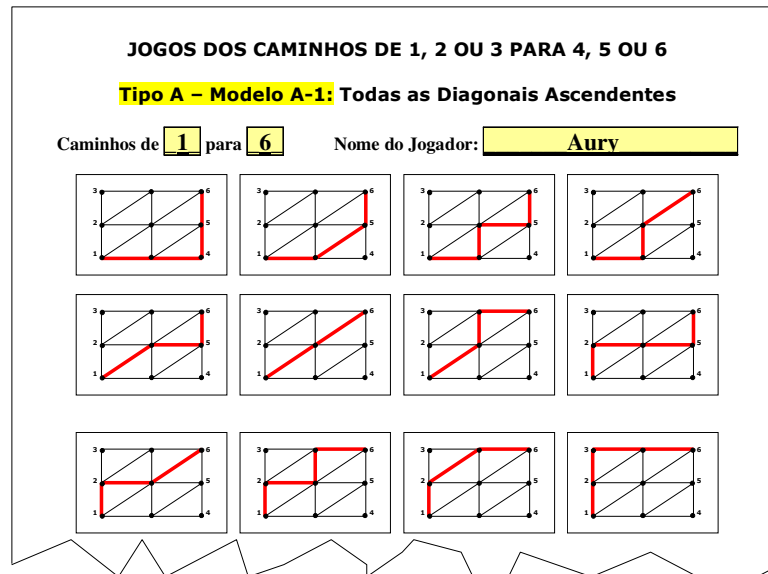 JOGOS DOS CAMINHOS DE 1, 2 OU 3 PARA 4, 5 OU 6
Tipo A – Modelo A-1: Todas as Diagonais Ascendentes
Caminhos de 1 para 6 Nome do Jogador: Aury
3 6 3 6 3 6 3 6
2 5 2 5 2 5 2 5
1 4 1 4 1 4 1 4
3 6 3 6 3 6 3 6
2 5 2 5 2 5 2 5
1 4 1 4 1 4 1 4
3 6 3 6 3 6 3 6
2 5 2 5 2 5 2 5
1 4 1 4 1 4 1 4